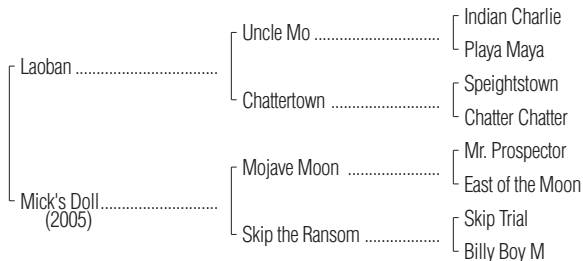 Indian Charlie
Uncle Mo ..............................
Playa Maya
Laoban ..................................
Speightstown
Chattertown ..........................
Chatter Chatter
Mr. Prospector
Mojave Moon ......................
East of the Moon
Mick's Doll............................
(2005)
Skip Trial
Skip the Ransom ..................
Billy Boy M